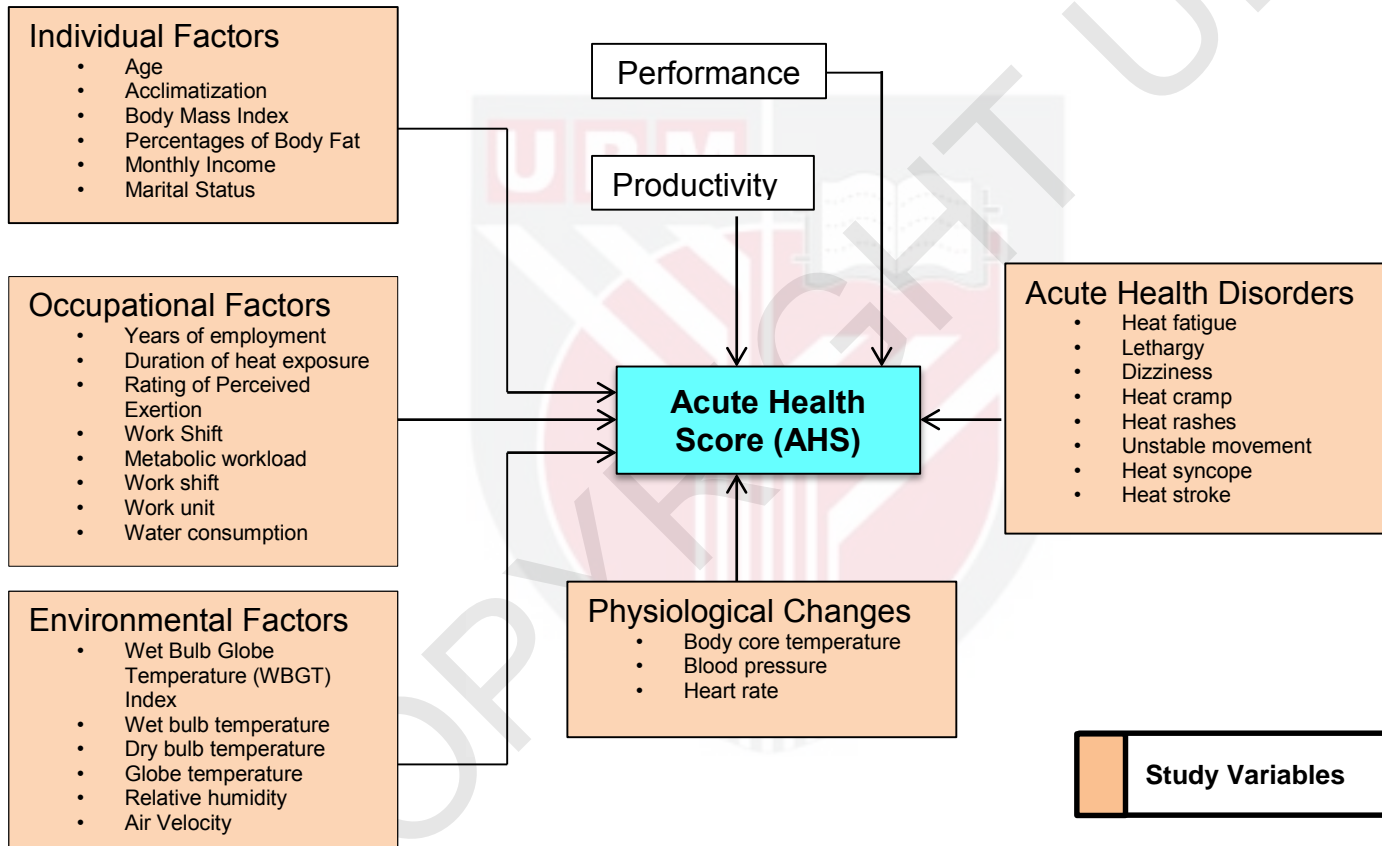 Individual Factors
• Age
• Acclimatization
• Body Mass Index
• Percentages of Body Fat
• Monthly Income
• Marital Status
Performance
Productivity
Occupational Factors
• Years of employment
• Duration of heat exposure
• Rating of Perceived
Exertion
• Work Shift
• Metabolic workload
• Work shift
• Work unit
• Water consumption
Acute Health
Score (AHS)
Acute Health Disorders
• Heat fatigue
• Lethargy
• Dizziness
• Heat cramp
• Heat rashes
• Unstable movement
• Heat syncope
• Heat stroke
Environmental Factors
• Wet Bulb Globe
Temperature (WBGT)
Index
• Wet bulb temperature
• Dry bulb temperature
• Globe temperature
• Relative humidity
• Air Velocity
Physiological Changes
• Body core temperature
• Blood pressure
• Heart rate
Study Variables
UPM
OPYRIGHT U